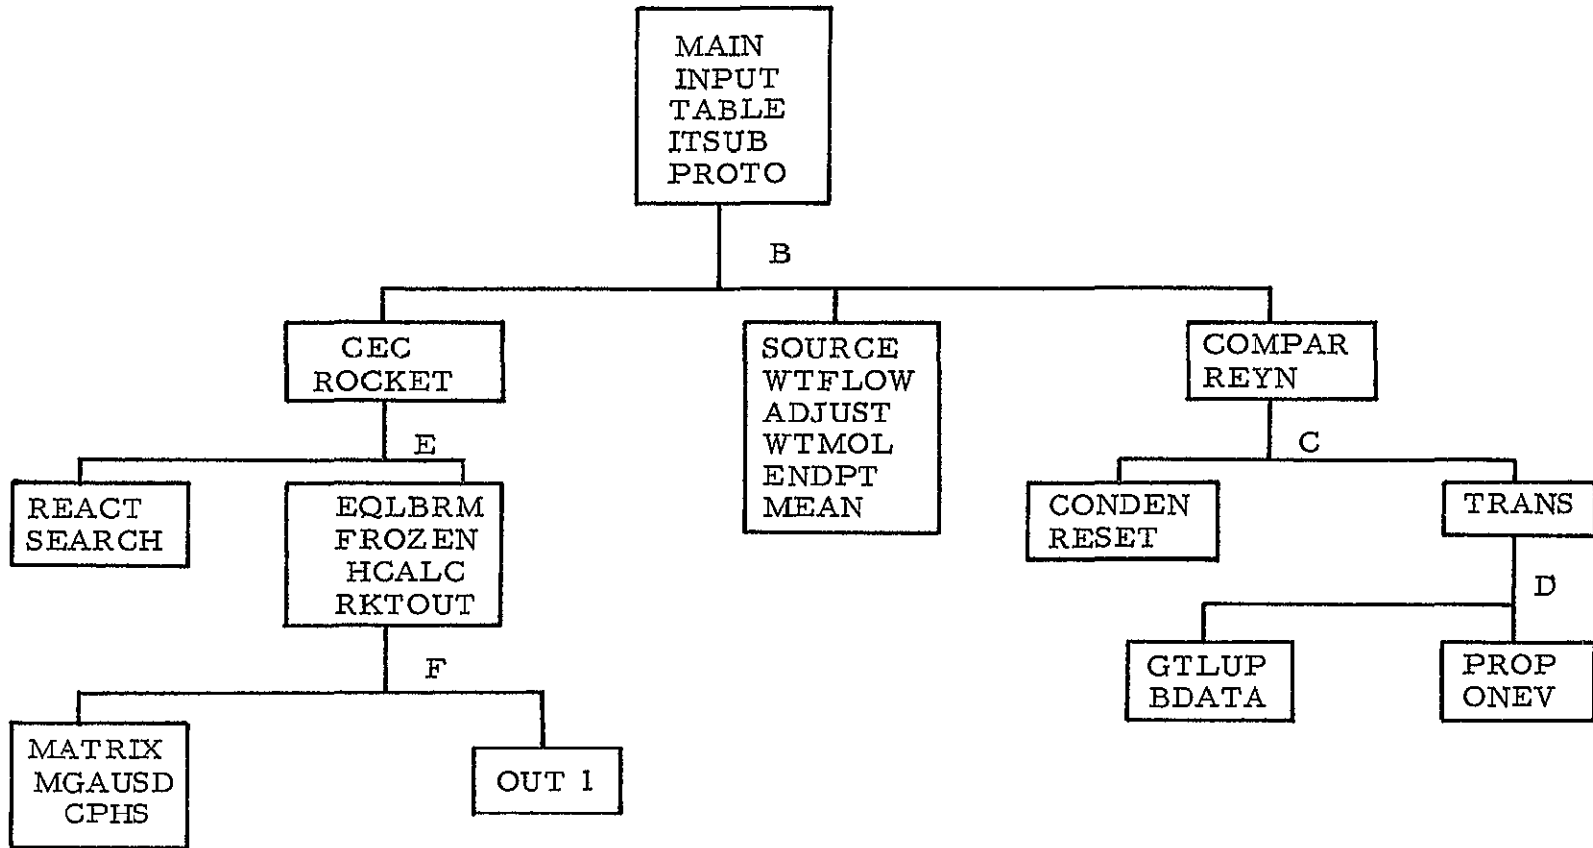 MAIN
INPUT
TABLE
ITSUB
PROTO
B
CEC
ROCKET
SOURCE
WTFLOW
ADJUST
WTMOL
ENDPT
MEAN
COMPAR
REYN
E
C
REACT
SEARCH
EQLBRM
FROZEN
HCALC
RKTOUT
CONDEN
RESET
TRANS
D
F
GTLUP
BDATA
PROP
ONEV
MATRIX
MGAUSD
CPHS
OUT 1